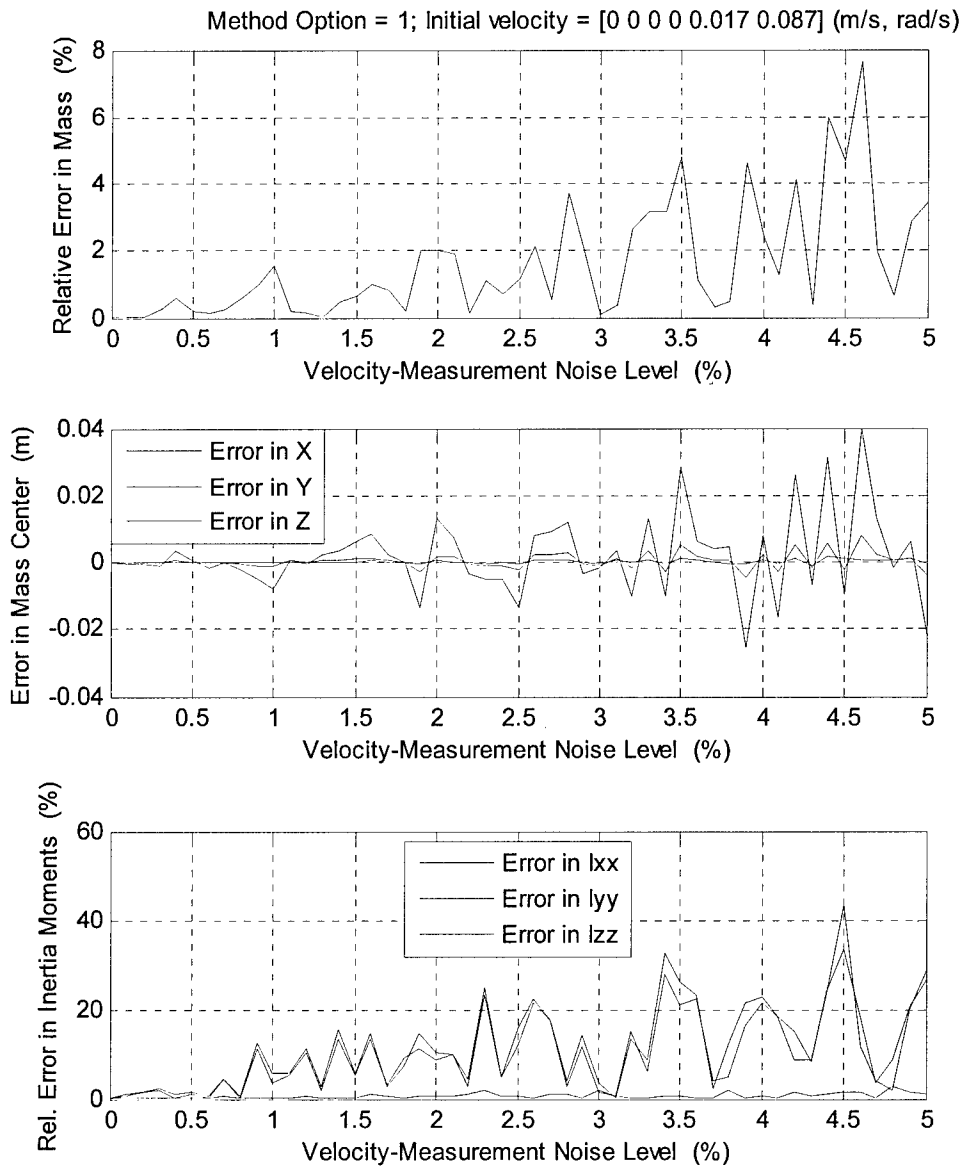 Method Option = 1; Initial velocity = [0 0 0 0 0.017 0.087] (m/s, rad/s)
Relative Error in Mass (%)
8
6
4
2
0
0 0.5 1 1.5 2 2.5 3 3.5 4 4.5 5
Velocity-Measurement Noise Level (%)
Error in Mass Center (m)
0.04
0.02
0
-0.02
-0.04
Error in X
Error in Y
Error in Z
0 0.5 1 1.5 2 2.5 3 3.5 4 4.5 5
Velocity-Measurement Noise Level (%)
Rel. Error in Inertia Moments (%)
60
40
20
0
Error in Ixx
Error in Iyy
Error in Izz
0 0.5 1 1.5 2 2.5 3 3.5 4 4.5 5
Velocity-Measurement Noise Level (%)